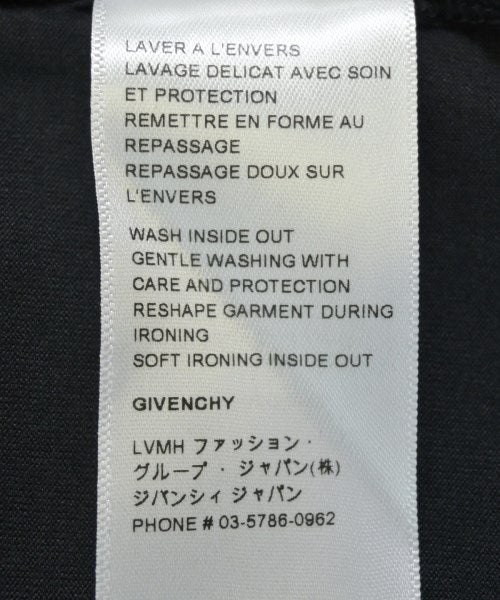 LAVER A L'ENVERS
LAVAGE DELICAT AVEC SOIN
ET PROTECTION
REMETTRE EN FORME AU
REPASSAGE
REPASSAGE DOUX SUR
L'ENVERS
WASH INSIDE OUT
GENTLE WASHING WITH
CARE AND PROTECTION
RESHAPE GARMENT DURING
IRONING
SOFT IRONING INSIDE OUT
GIVENCHY
LVMH ファッション・
グループ・ジャパン(株)
ジバンシィ ジャパン
PHONE # 03-5786-0962